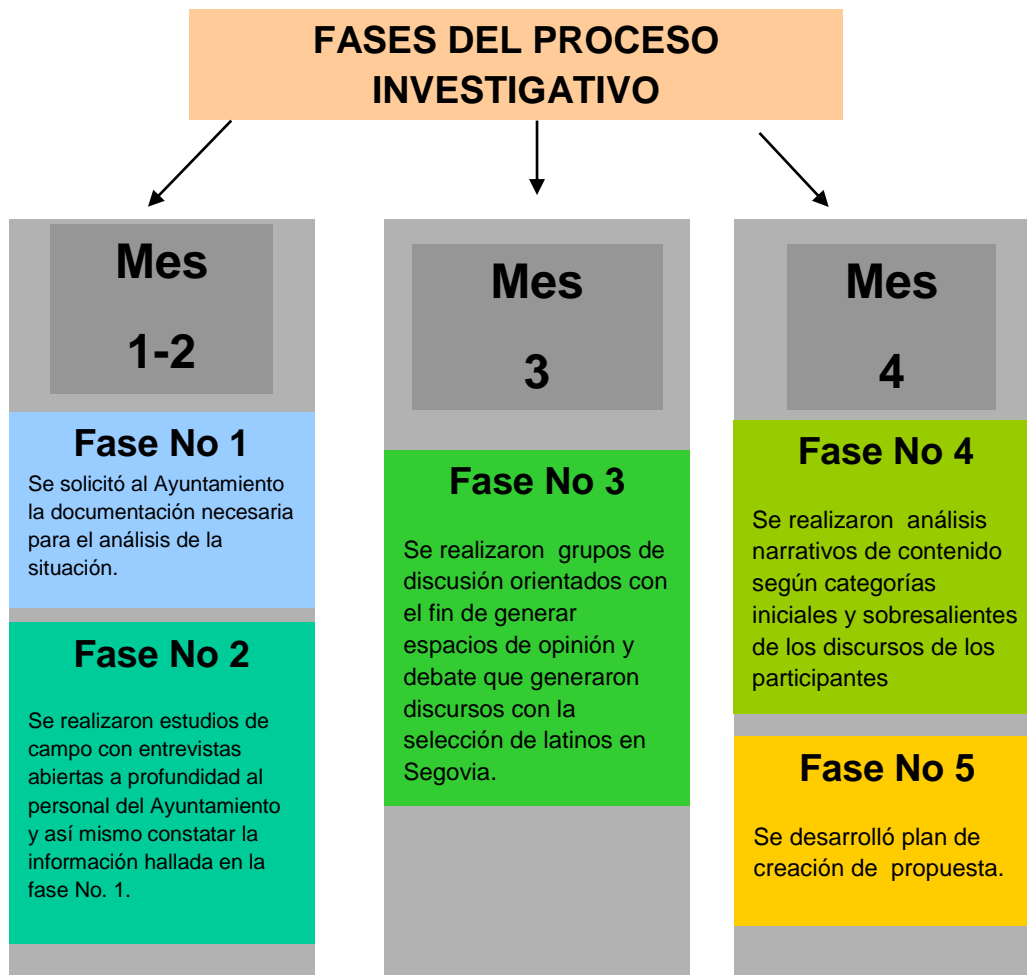 FASES DEL PROCESO
INVESTIGATIVO
Mes
1-2
Fase No 1
Se solicitó al Ayuntamiento
la documentación necesaria
para el análisis de la
situación.
Fase No 2
Se realizaron estudios de
campo con entrevistas
abiertas a profundidad al
personal del Ayuntamiento
y así mismo constatar la
información hallada en la
fase No. 1.
Mes
3
Fase No 3
Se realizaron grupos de
discusión orientados con
el fin de generar
espacios de opinión y
debate que generaron
discursos con la
selección de latinos en
Segovia.
Mes
4
Fase No 4
Se realizaron análisis
narrativos de contenido
según categorías
iniciales y sobresalientes
de los discursos de los
participantes
Fase No 5
Se desarrolló plan de
creación de propuesta.